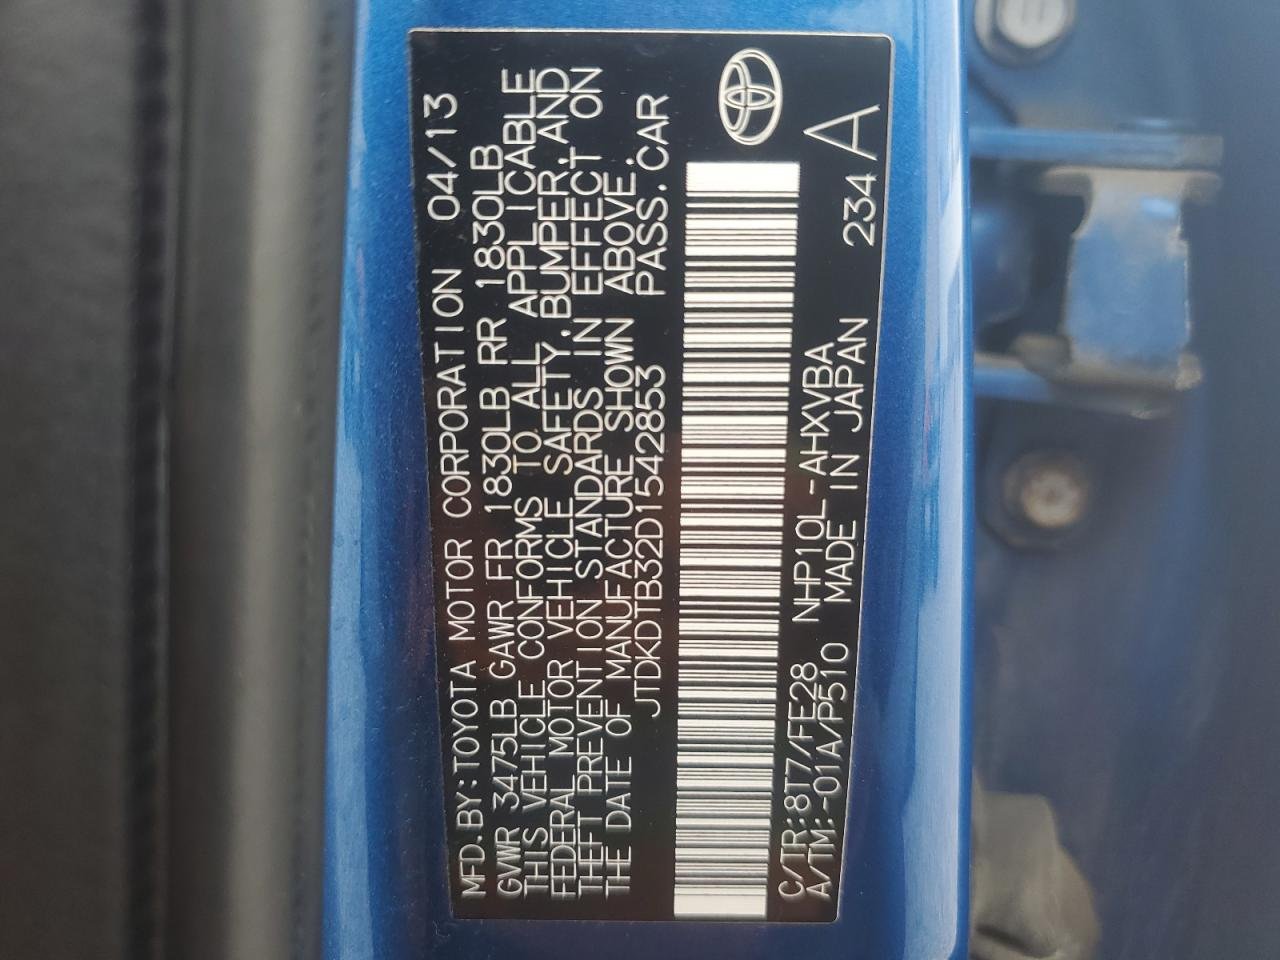 MFD.BY:TOYOTA MOTOR CORPORATION 04/13
GVWR 3475LB GAWR FR 1830LB RR 1830LB
THIS VEHICLE CONFORMS TO ALL APPLICABLE
FEDERAL MOTOR VEHICLE SAFETY,BUMPER,AND
THEFT PREVENTION STANDARDS IN EFFECT ON
THE DATE OF MANUFACTURE SHOWN ABOVE.
JTDKDTB32D1542853 PASS.CAR
C/TR:8T7/FE28 NHP10L-AHXVBA 234 A
A/TM:-01A/P510 MADE IN JAPAN